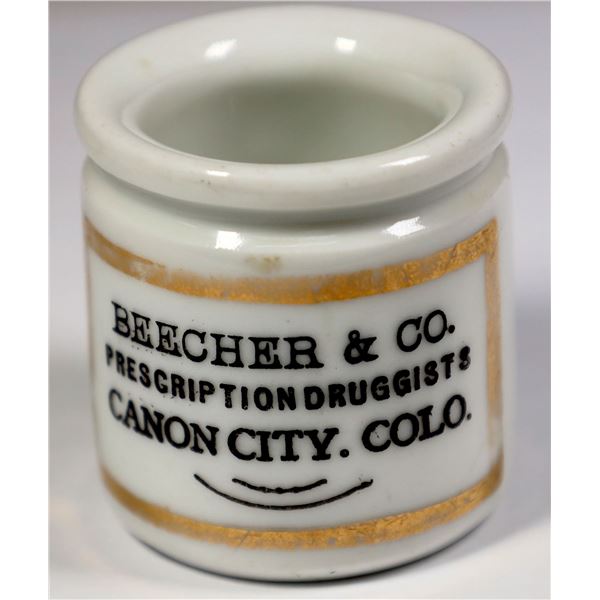 BEECHER & CO.
PRESCRIPTION DRUGGISTS
CANON CITY. COLO.